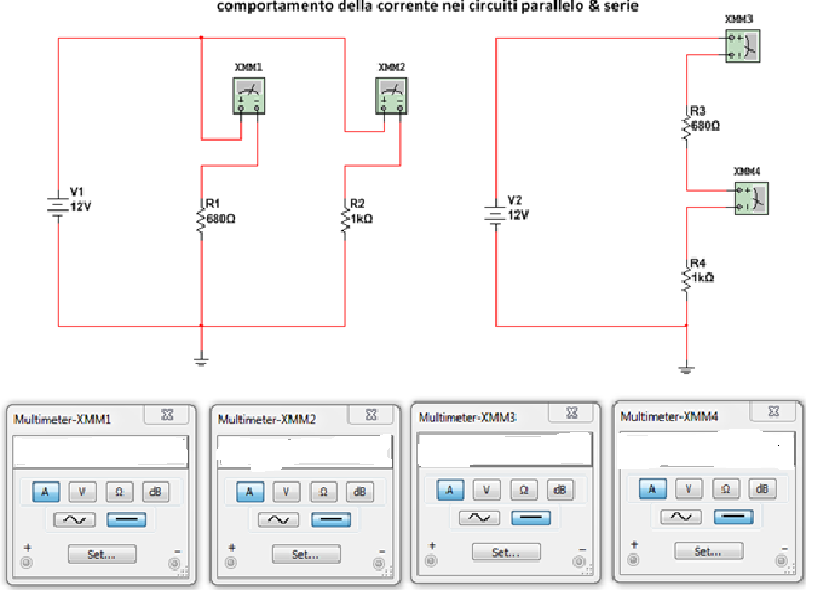 comportamento della corrente nei circuiti parallelo & serie
XMM3
XMM1
XMM2
R3
680Ω
XMM4
V1
12V
R1
680Ω
R2
1kΩ
V2
12V
R4
1kΩ
Multimeter-XMM1
A V Ω dB
+ -
Set...
Multimeter-XMM2
A V Ω dB
+ -
Set...
Multimeter-XMM3
A V Ω dB
+ -
Set...
Multimeter-XMM4
A V Ω dB
+ -
Set...